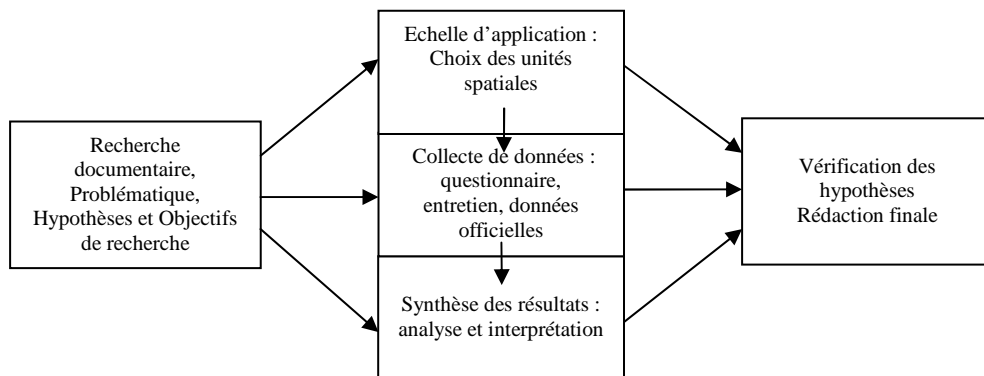 Recherche
documentaire,
Problématique,
Hypothèses et Objectifs
de recherche
Echelle d’application :
Choix des unités
spatiales
Collecte de données :
questionnaire,
entretien, données
officielles
Synthèse des résultats :
analyse et interprétation
Vérification des
hypothèses
Rédaction finale